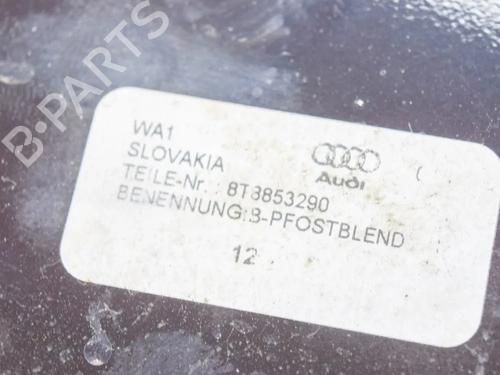 B-PARTS
WA1
SLOVAKIA
Audi
TEILE-Nr. 8T8853290
BENENNUNG:B-PFOSTBLEND
12